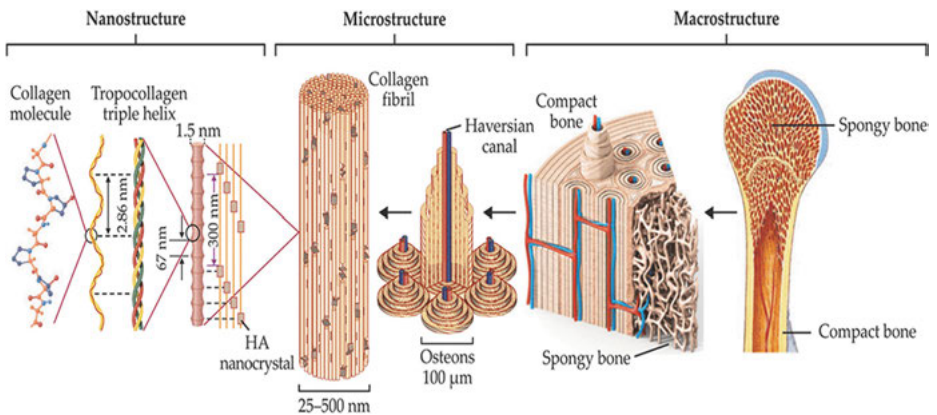 Nanostructure
Microstructure
Macrostructure
Collagen
molecule
Tropocollagen
triple helix
1.5 nm
2.86 nm
67 nm
300 nm
HA
nanocrystal
Collagen
fibril
25–500 nm
Haversian
canal
Osteons
100 μm
Compact
bone
Spongy bone
Spongy bone
Compact bone